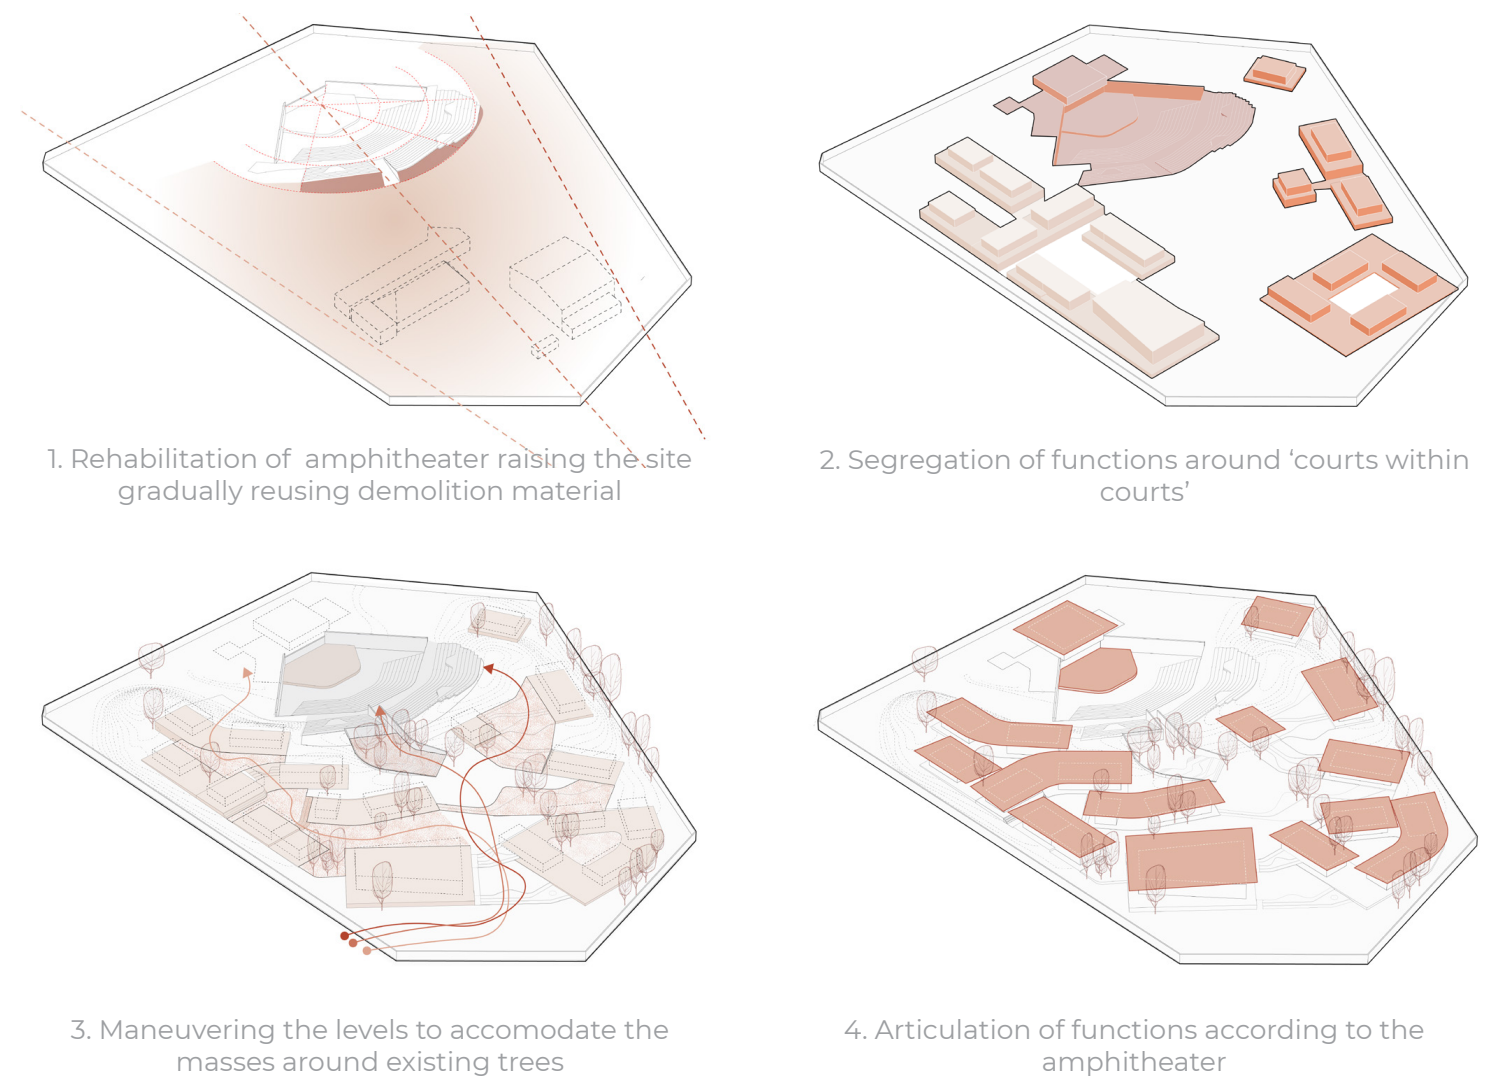 1. Rehabilitation of amphitheater raising the site
gradually reusing demolition material
2. Segregation of functions around ‘courts within
courts’
3. Maneuvering the levels to accomodate the
masses around existing trees
4. Articulation of functions according to the
amphitheater